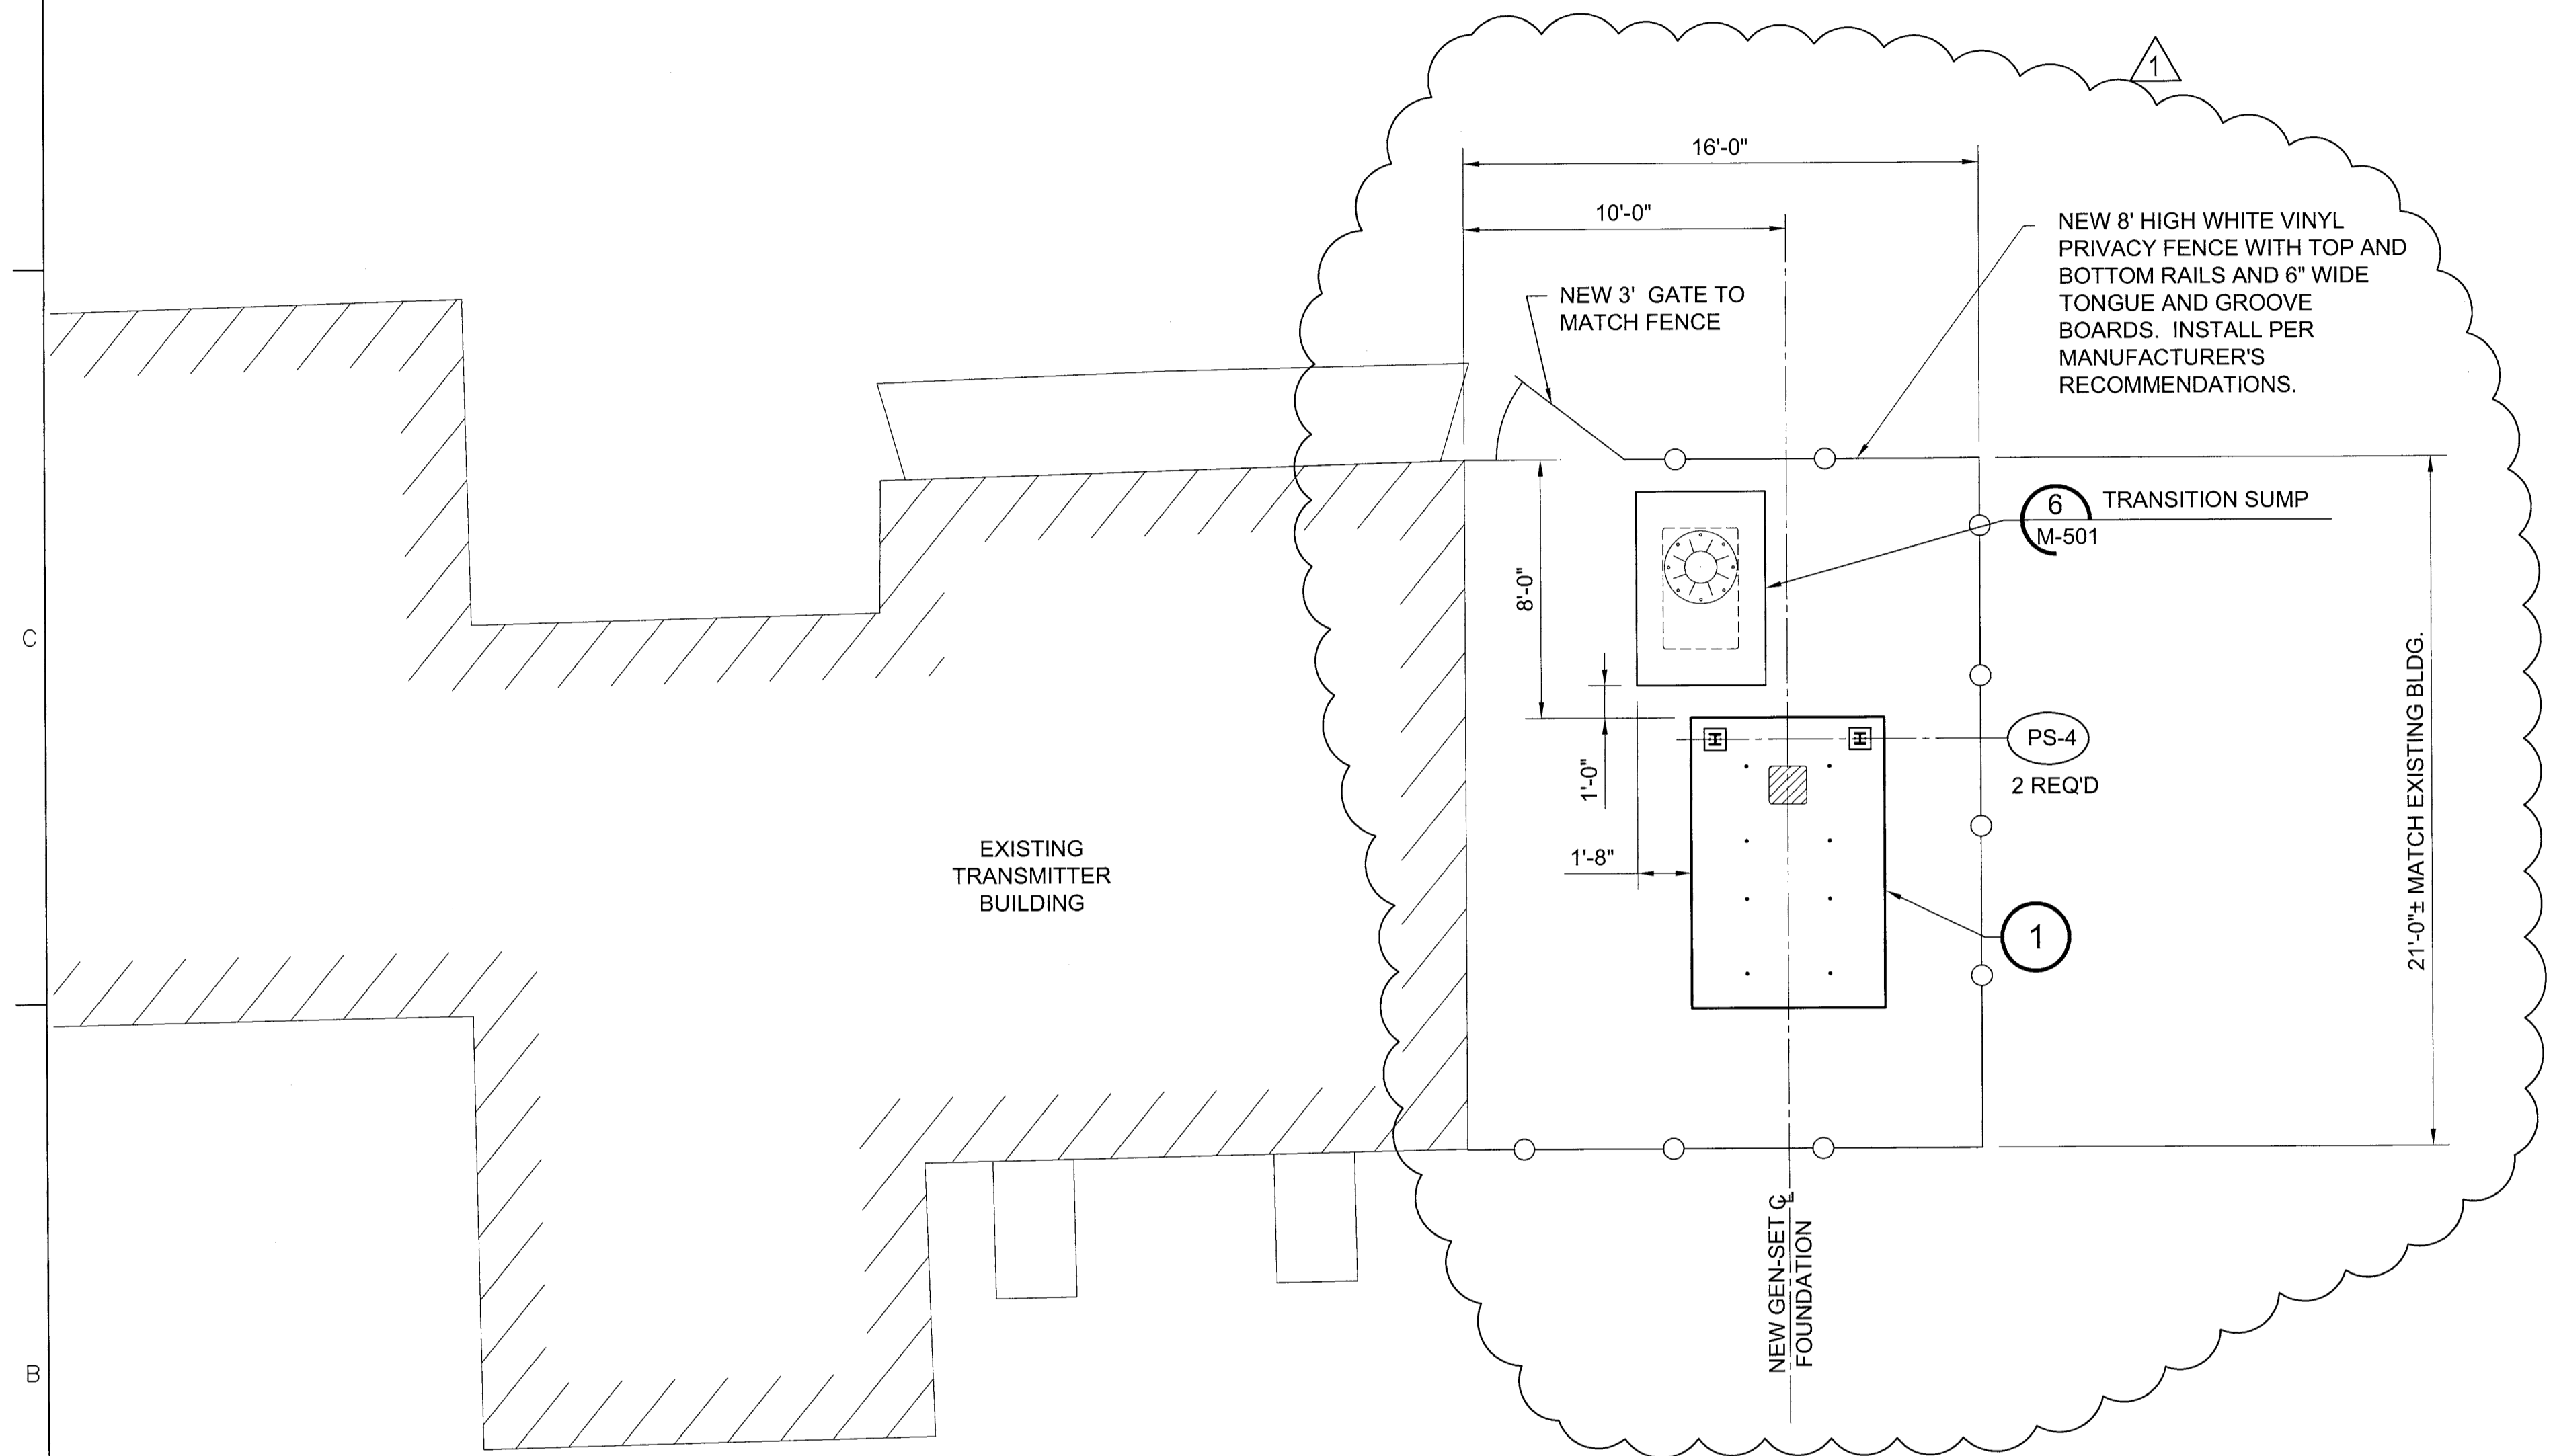 1
16'-0"
10'-0"
NEW 8' HIGH WHITE VINYL
PRIVACY FENCE WITH TOP AND
BOTTOM RAILS AND 6" WIDE
TONGUE AND GROOVE
BOARDS. INSTALL PER
MANUFACTURER'S
RECOMMENDATIONS.
NEW 3' GATE TO
MATCH FENCE
6
TRANSITION SUMP
M-501
8'-0"
C
21'-0"± MATCH EXISTING BLDG.
PS-4
2 REQ'D
1'-0"
1'-8"
EXISTING
TRANSMITTER
BUILDING
1
NEW GEN-SET ℄
FOUNDATION
B